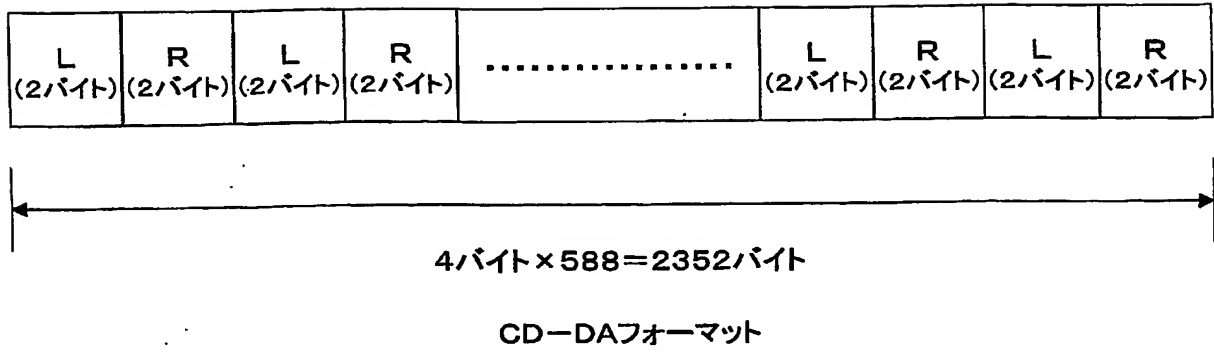 L R L R L R L R
(2バイト) (2バイト) (2バイト) (2バイト) ................ (2バイト) (2バイト) (2バイト) (2バイト)
4バイト×588=2352バイト
CD-DAフォーマット